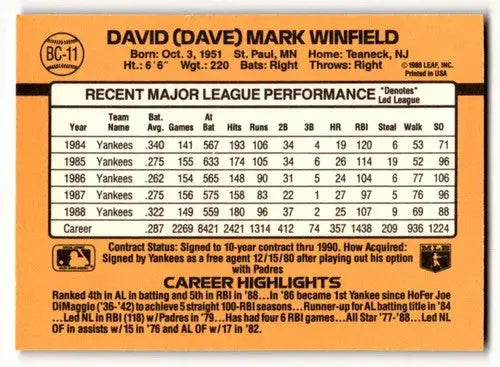 BC-11
DAVID (DAVE) MARK WINFIELD
Born: Oct. 3, 1951 St. Paul, MN Home: Teaneck, NJ
Ht.: 6'6" Wgt.: 220 Bats: Right Throws: Right
©1988 LEAF, INC.
Printed in USA
RECENT MAJOR LEAGUE PERFORMANCE
"Denotes"
Led League
Year Team Name Bat. Avg. Games At Bat Hits Runs 2B 3B HR RBI Steal Walk SO
1984 Yankees .340 141 567 193 106 34 4 19 120 6 53 71
1985 Yankees .275 155 633 174 105 34 6 26 114 19 52 96
1986 Yankees .262 154 565 148 90 31 5 24 104 6 77 106
1987 Yankees .275 156 575 158 83 22 1 27 97 5 76 96
1988 Yankees .322 149 559 180 96 37 2 25 107 9 69 88
Career .287 2269 8421 2421 1314 412 74 357 1438 209 936 1224
Contract Status: Signed to 10-year contract thru 1990. How Acquired:
Signed by Yankees as a free agent 12/15/80 after playing out his option
with Padres
MLB
CAREER HIGHLIGHTS
Ranked 4th in AL in batting and 5th in RBI in '88...In '86 became 1st Yankee since HoFer Joe
DiMaggio ('36-'42) to achieve 5 straight 100-RBI seasons...Runner-up for AL batting title in '84
...Led NL in RBI (118) w/Padres in '79...Has had four 6 RBI games...All Star '77-'88...Led OF
in assists w/15 in '76 and AL OF w/17 in '82.